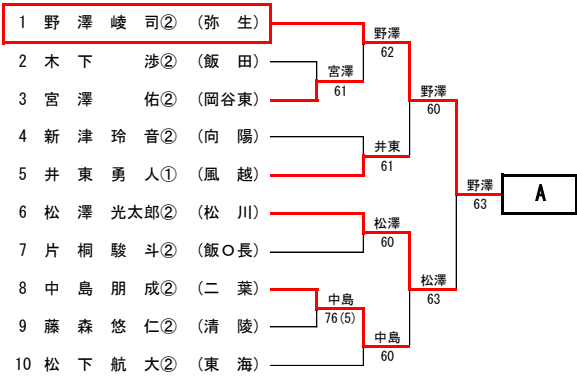 1 野澤崚司② (弥生)
2 木下渉② (飯田)
3 宮澤佑② (岡谷東)
4 新津玲音② (向陽)
5 井東勇人① (風越)
6 松澤光太郎② (松川)
7 片桐駿斗② (飯O長)
8 中島朋成② (二葉)
9 藤森悠仁② (清陵)
10 松下航大② (東海)
宮澤
61
中島
76(5)
野澤
62
井東
61
松澤
60
中島
60
野澤
60
松澤
63
野澤
63
A